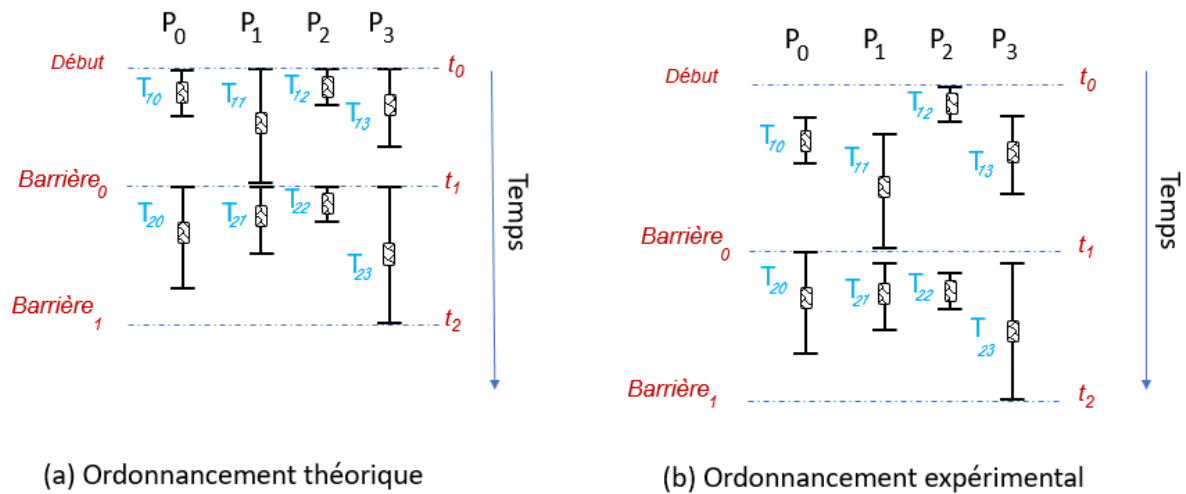 P0 P1 P2 P3
Début t0
T10 T11 T12 T13
Barrière0 t1
T20 T21 T22 T23
Barrière1 t2
Temps
(a) Ordonnancement théorique
P0 P1 P2 P3
Début t0
T10 T11 T12 T13
Barrière0 t1
T20 T21 T22 T23
Barrière1 t2
Temps
(b) Ordonnancement expérimental